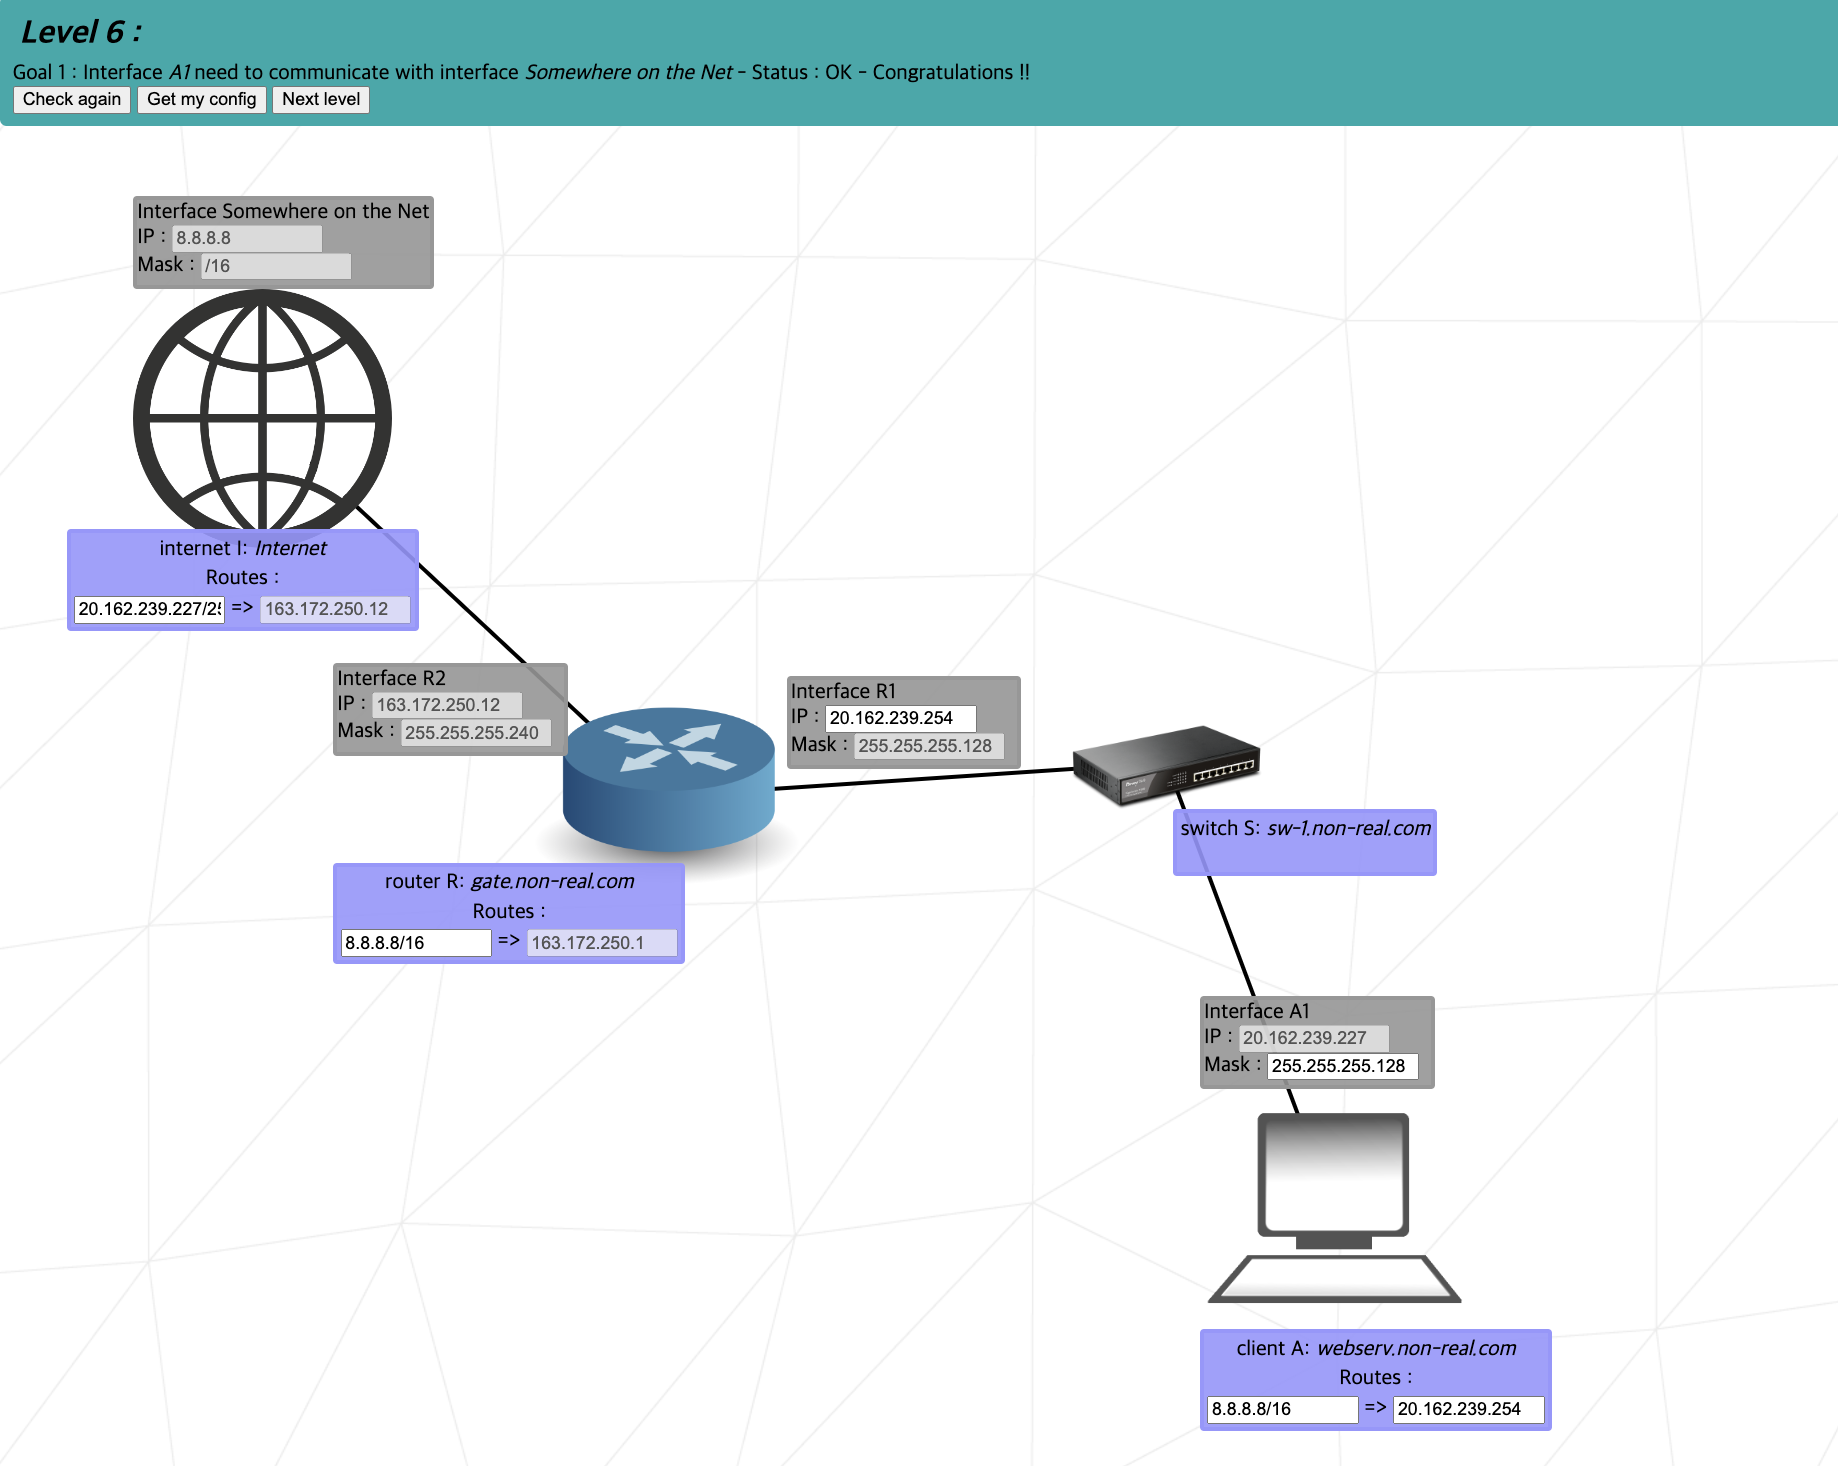 Level 6 :
Goal 1 : Interface A1 need to communicate with interface Somewhere on the Net - Status : OK - Congratulations !!
Check again Get my config Next level
Interface Somewhere on the Net
IP : 8.8.8.8
Mask : /16
internet I: Internet
Routes :
20.162.239.227/25 => 163.172.250.12
Interface R2
IP : 163.172.250.12
Mask : 255.255.255.240
Interface R1
IP : 20.162.239.254
Mask : 255.255.255.128
switch S: sw-1.non-real.com
router R: gate.non-real.com
Routes :
8.8.8.8/16 => 163.172.250.1
Interface A1
IP : 20.162.239.227
Mask : 255.255.255.128
client A: webserv.non-real.com
Routes :
8.8.8.8/16 => 20.162.239.254